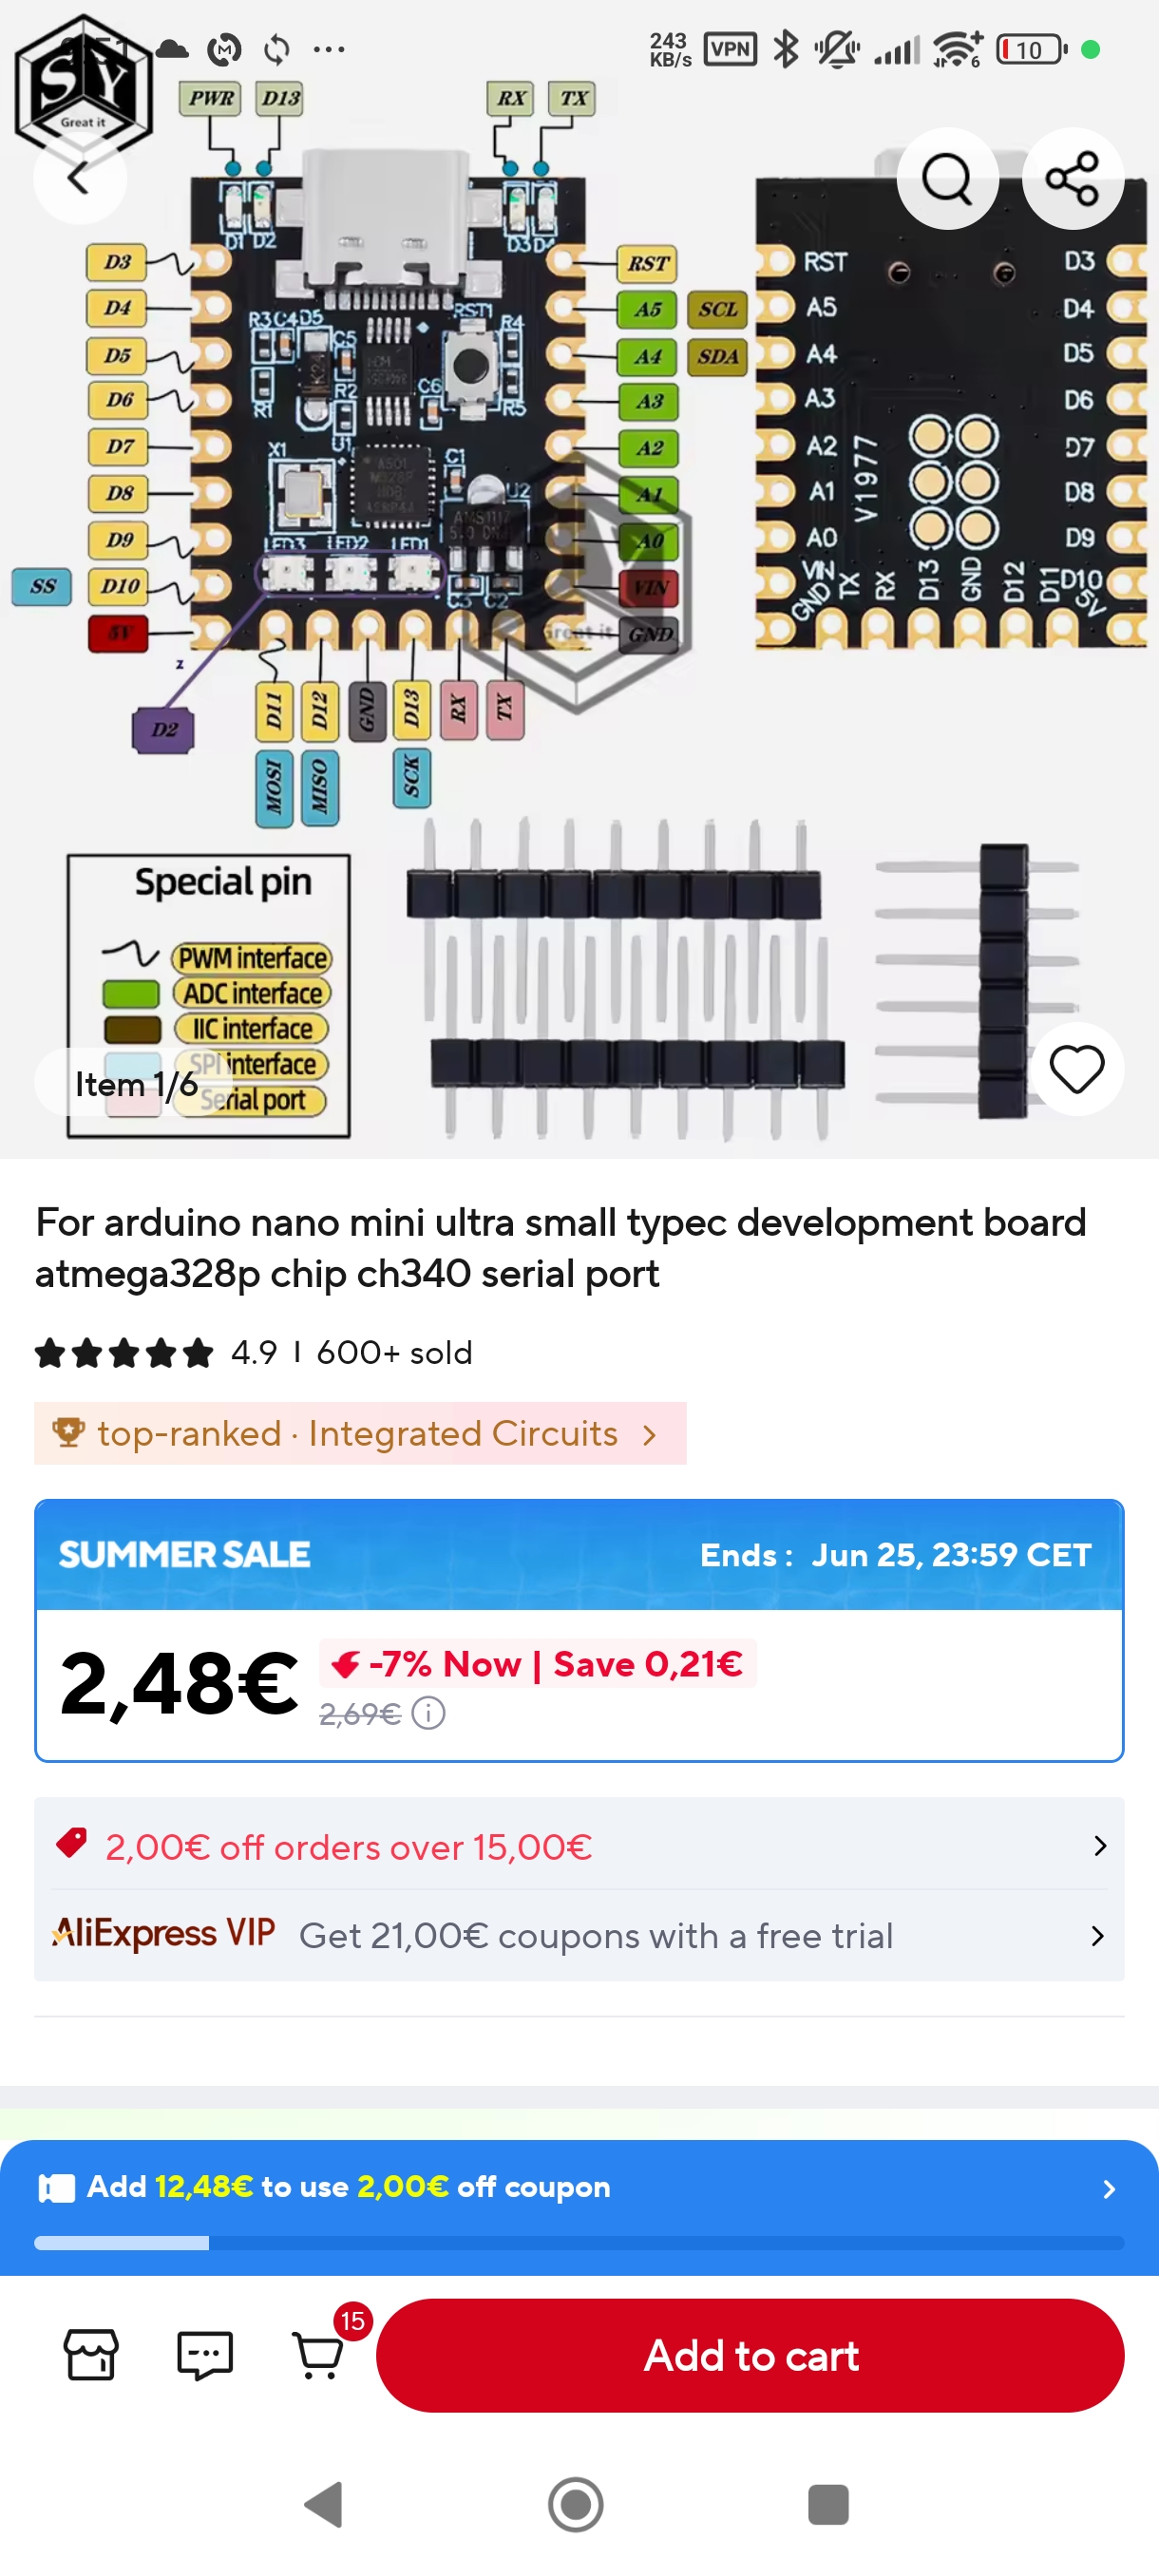 243
KB/s
VPN
6
10
SY
Great it
PWR D13 RX TX
D1 D2 D3 D4
D3 RST RST D3
D4 A5 SCL A5 D4
D5 A4 SDA A4 D5
D6 A3 A3 D6
D7 A2 A2 D7
D8 A1 A1 D8
D9 A0 A0 D9
SS D10 VIN VIN D10
5V GND GND 5V
R3 C4 D5 C5 RST1 R4
R1 R2 C6 R5
X1 U1 C1 U2
AMS1117
LED3 LED2 LED1
C3 C2
V1977
TX RX D13 GND D12 D11
Great it
z
D2
D11 D12 GND D13 RX TX
MOSI MISO SCK
Special pin
PWM interface
ADC interface
IIC interface
SPI interface
Serial port
Item 1/6
For arduino nano mini ultra small typec development board
atmega328p chip ch340 serial port
4.9 | 600+ sold
top-ranked · Integrated Circuits
SUMMER SALE Ends : Jun 25, 23:59 CET
2,48€ -7% Now | Save 0,21€
2,69€
2,00€ off orders over 15,00€
AliExpress VIP Get 21,00€ coupons with a free trial
Add 12,48€ to use 2,00€ off coupon
15
Add to cart